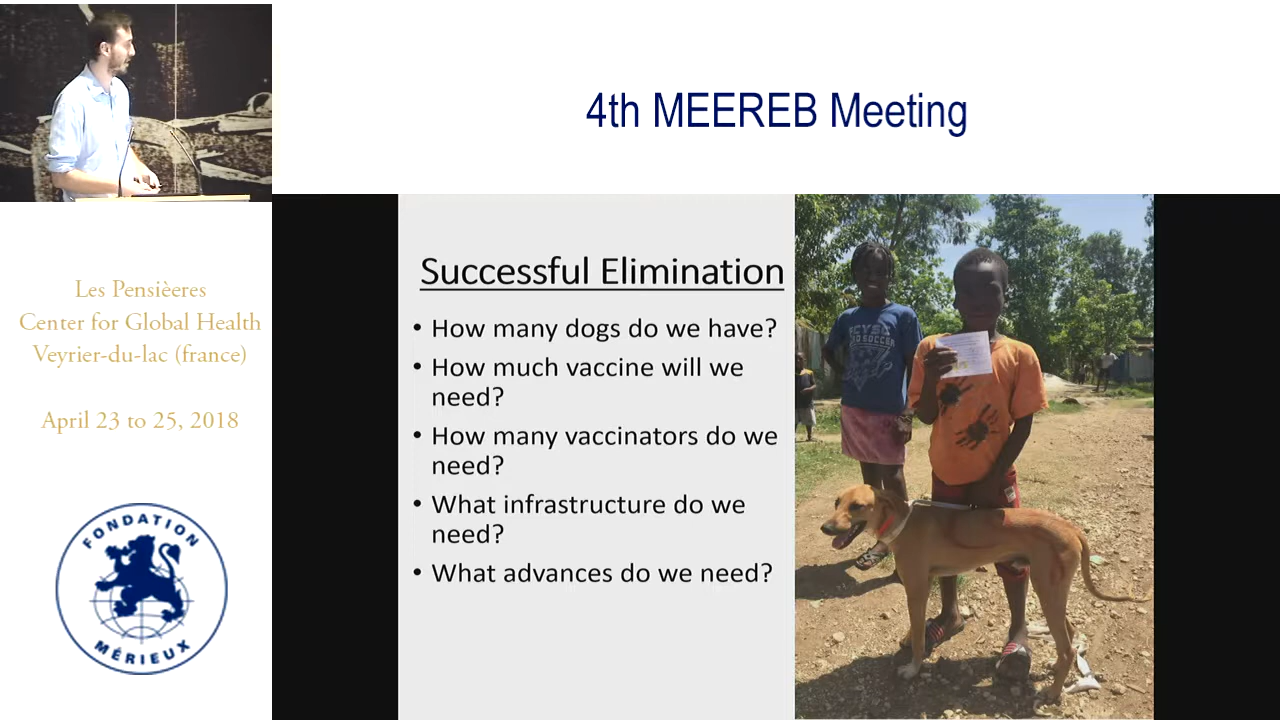 4th MEEREB Meeting
Les Pensièeres
Center for Global Health
Veyrier-du-lac (france)
April 23 to 25, 2018
FONDATION
MÉRIEUX
Successful Elimination
• How many dogs do we have?
• How much vaccine will we
need?
• How many vaccinators do we
need?
• What infrastructure do we
need?
• What advances do we need?
SOCCER